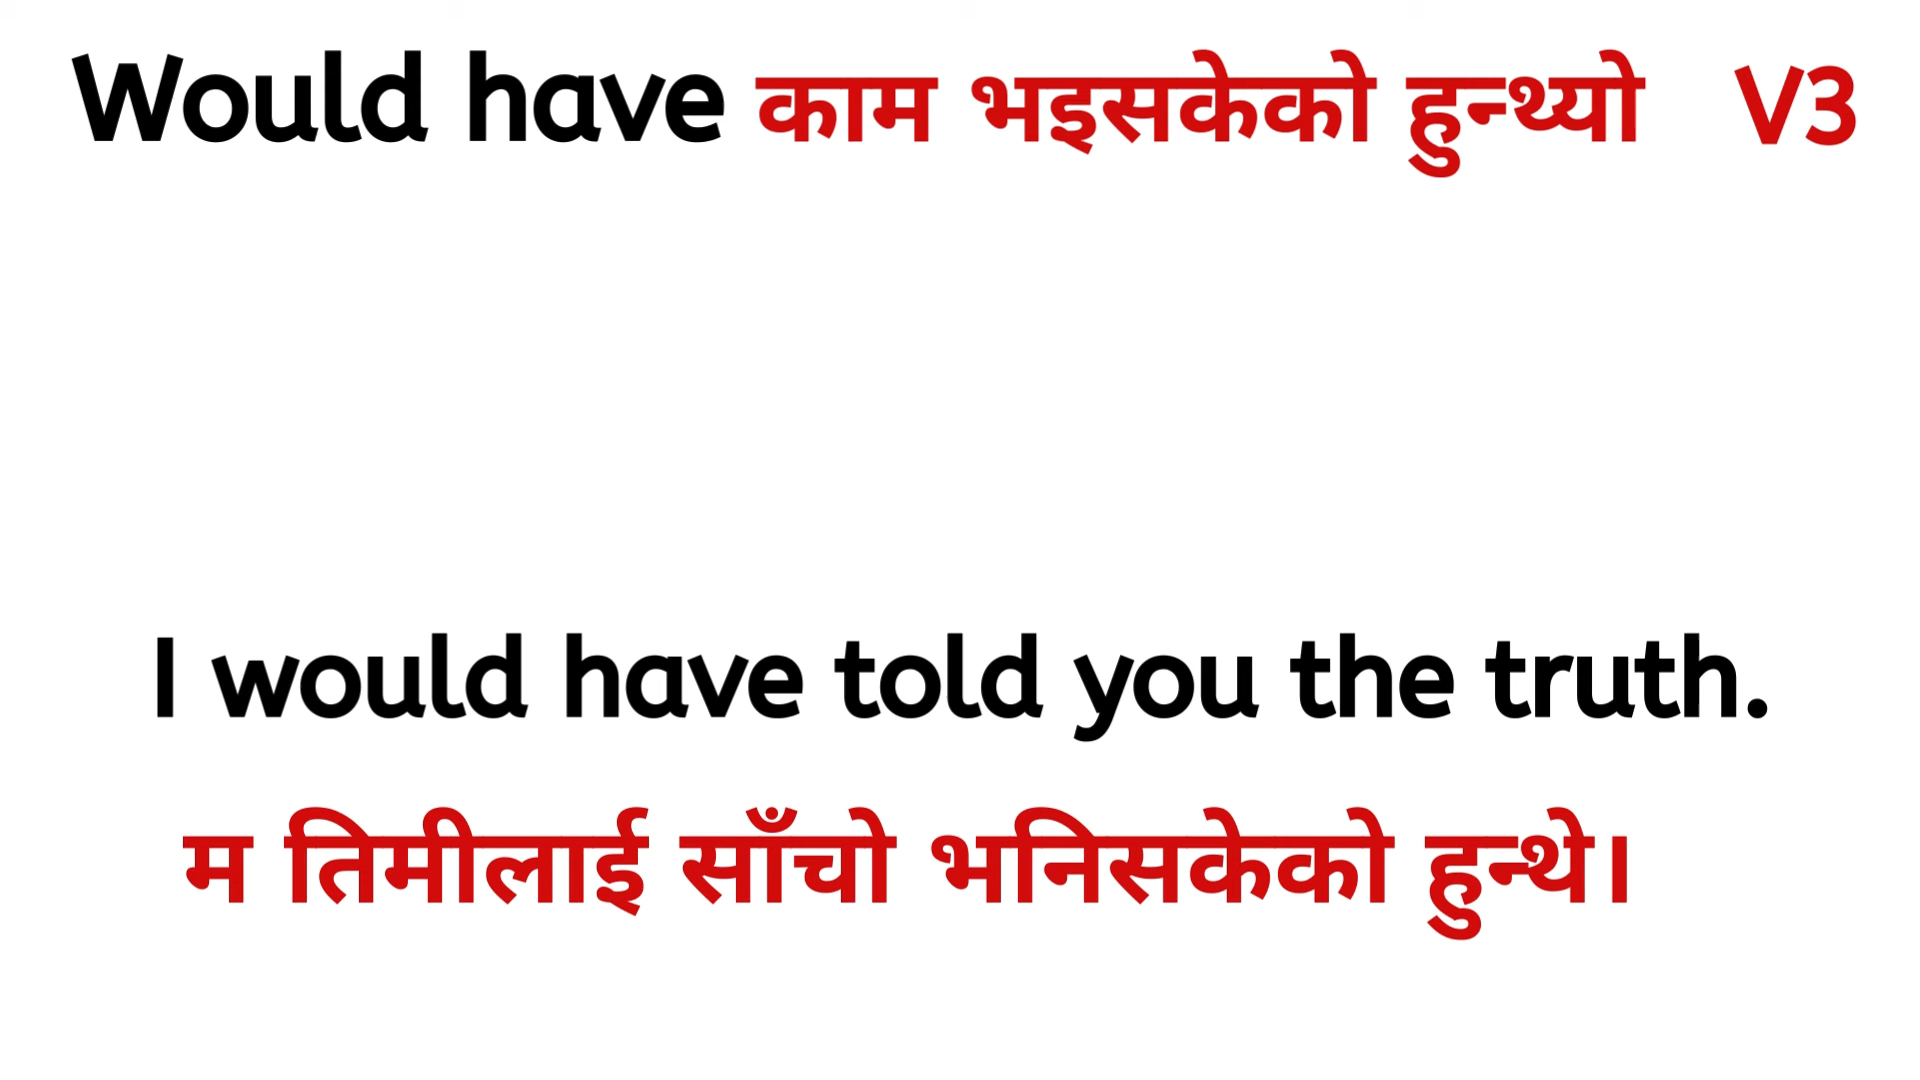 Would have काम भइसकेको हुन्थ्यो V3
I would have told you the truth.
म तिमीलाई साँचो भनिसकेको हुन्थे।